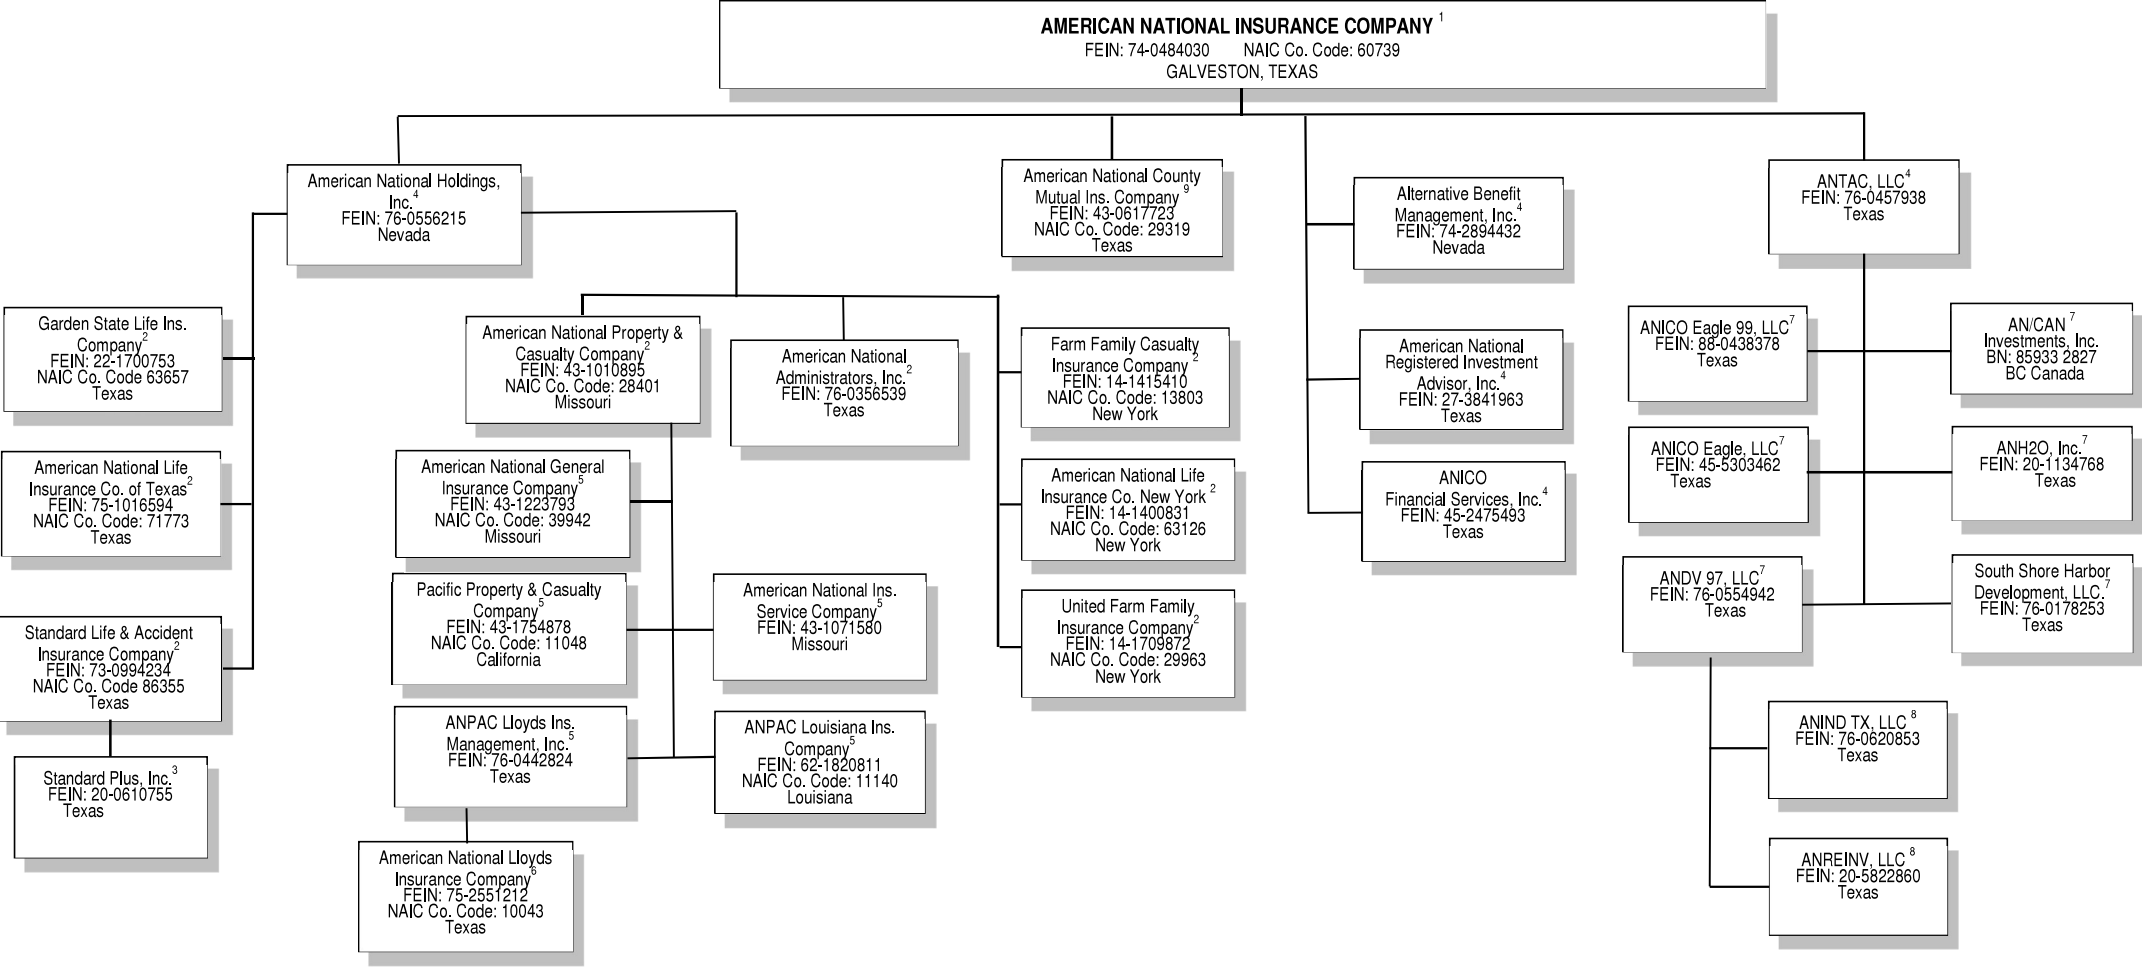 AMERICAN NATIONAL INSURANCE COMPANY 1
FEIN: 74-0484030 NAIC Co. Code: 60739
GALVESTON, TEXAS
American National Holdings,
Inc.4
FEIN: 76-0556215
Nevada
American National County
Mutual Ins. Company 9
FEIN: 43-0617723
NAIC Co. Code: 29319
Texas
Alternative Benefit
Management, Inc.4
FEIN: 74-2894432
Nevada
ANTAC, LLC4
FEIN: 76-0457938
Texas
Garden State Life Ins.
Company2
FEIN: 22-1700753
NAIC Co. Code 63657
Texas
American National Property &
Casualty Company2
FEIN: 43-1010895
NAIC Co. Code: 28401
Missouri
American National
Administrators, Inc.2
FEIN: 76-0356539
Texas
Farm Family Casualty
Insurance Company 2
FEIN: 14-1415410
NAIC Co. Code: 13803
New York
American National
Registered Investment
Advisor, Inc.4
FEIN: 27-3841963
Texas
ANICO Eagle 99, LLC7
FEIN: 88-0438378
Texas
AN/CAN 7
Investments, Inc.
BN: 85933 2827
BC Canada
American National Life
Insurance Co. of Texas2
FEIN: 75-1016594
NAIC Co. Code: 71773
Texas
American National General
Insurance Company5
FEIN: 43-1223793
NAIC Co. Code: 39942
Missouri
American National Life
Insurance Co. New York 2
FEIN: 14-1400831
NAIC Co. Code: 63126
New York
ANICO
Financial Services, Inc.4
FEIN: 45-2475493
Texas
ANICO Eagle, LLC7
FEIN: 45-5303462
Texas
ANH2O, Inc.7
FEIN: 20-1134768
Texas
Pacific Property & Casualty
Company5
FEIN: 43-1754878
NAIC Co. Code: 11048
California
American National Ins.
Service Company5
FEIN: 43-1071580
Missouri
United Farm Family
Insurance Company2
FEIN: 14-1709872
NAIC Co. Code: 29963
New York
ANDV 97, LLC7
FEIN: 76-0554942
Texas
South Shore Harbor
Development, LLC.7
FEIN: 76-0178253
Texas
Standard Life & Accident
Insurance Company2
FEIN: 73-0994234
NAIC Co. Code 86355
Texas
ANPAC Lloyds Ins.
Management, Inc.5
FEIN: 76-0442824
Texas
ANPAC Louisiana Ins.
Company5
FEIN: 62-1820811
NAIC Co. Code: 11140
Louisiana
ANIND TX, LLC 8
FEIN: 76-0620853
Texas
Standard Plus, Inc.3
FEIN: 20-0610755
Texas
American National Lloyds
Insurance Company6
FEIN: 75-2551212
NAIC Co. Code: 10043
Texas
ANREINV, LLC 8
FEIN: 20-5822860
Texas